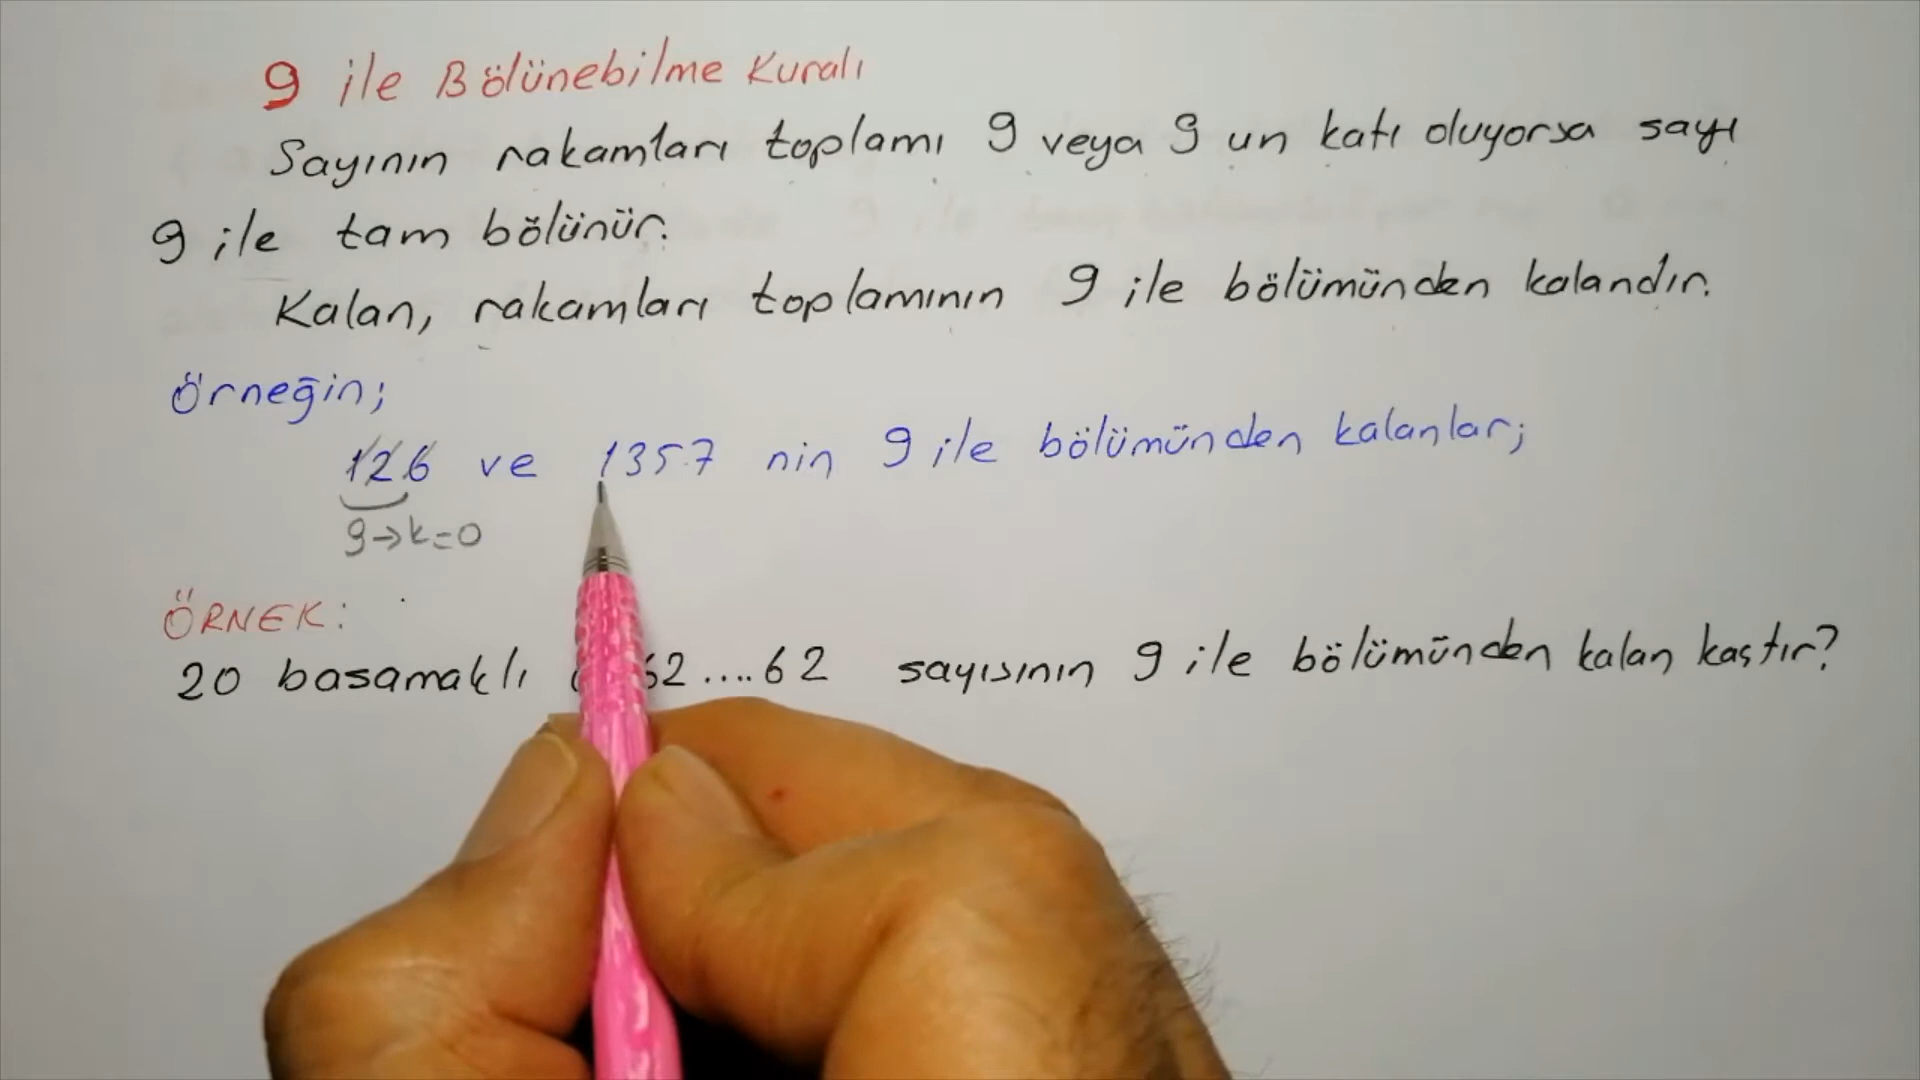 9 ile Bölünebilme Kuralı
Sayının rakamları toplamı 9 veya 9 un katı oluyorsa sayı
9 ile tam bölünür.
Kalan, rakamları toplamının 9 ile bölümünden kalandır.
Örneğin;
126 ve 1357 nin 9 ile bölümünden kalanlar;
9→k=0
ÖRNEK:
20 basamaklı 62....62 sayısının 9 ile bölümünden kalan kaçtır?